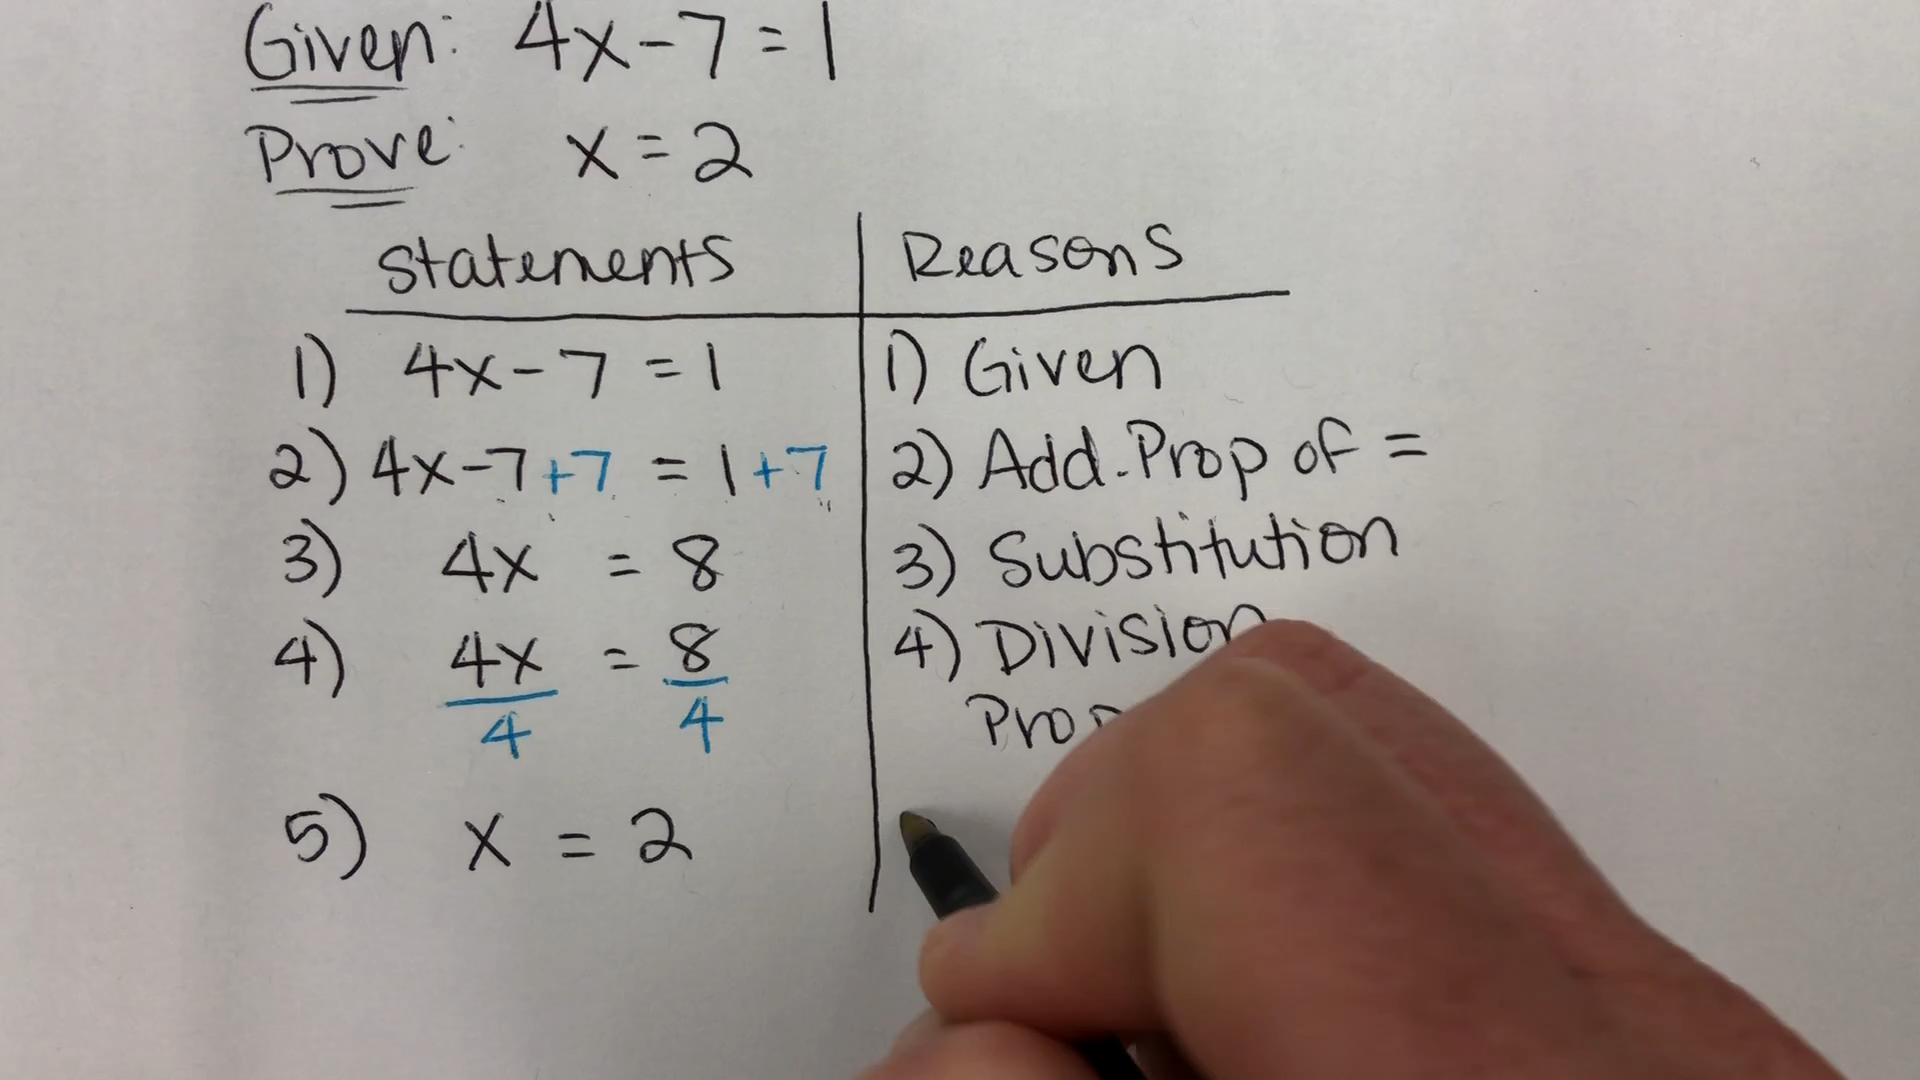 Given: 4x-7=1
Prove: x=2
Statements Reasons
1) 4x-7=1 1) Given
2) 4x-7+7=1+7 2) Add. Prop of =
3) 4x=8 3) Substitution
4) 4x/4=8/4 4) Division
Prop
5) x=2